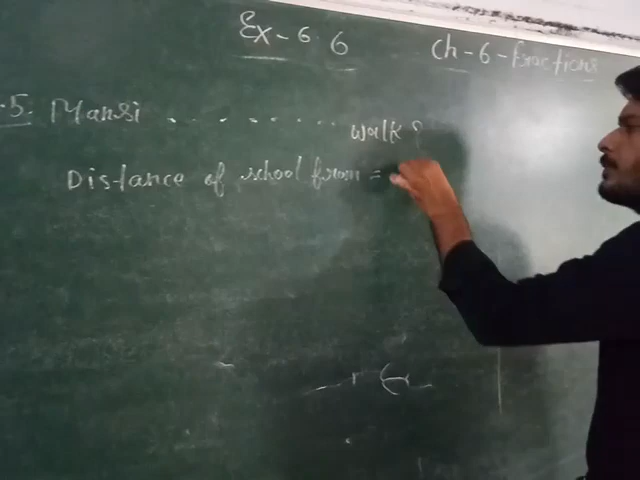 Ex-6.6
Ch-6-Fractions
.5. Mansi . . . . . . . . . walk ?
Distance of school from =